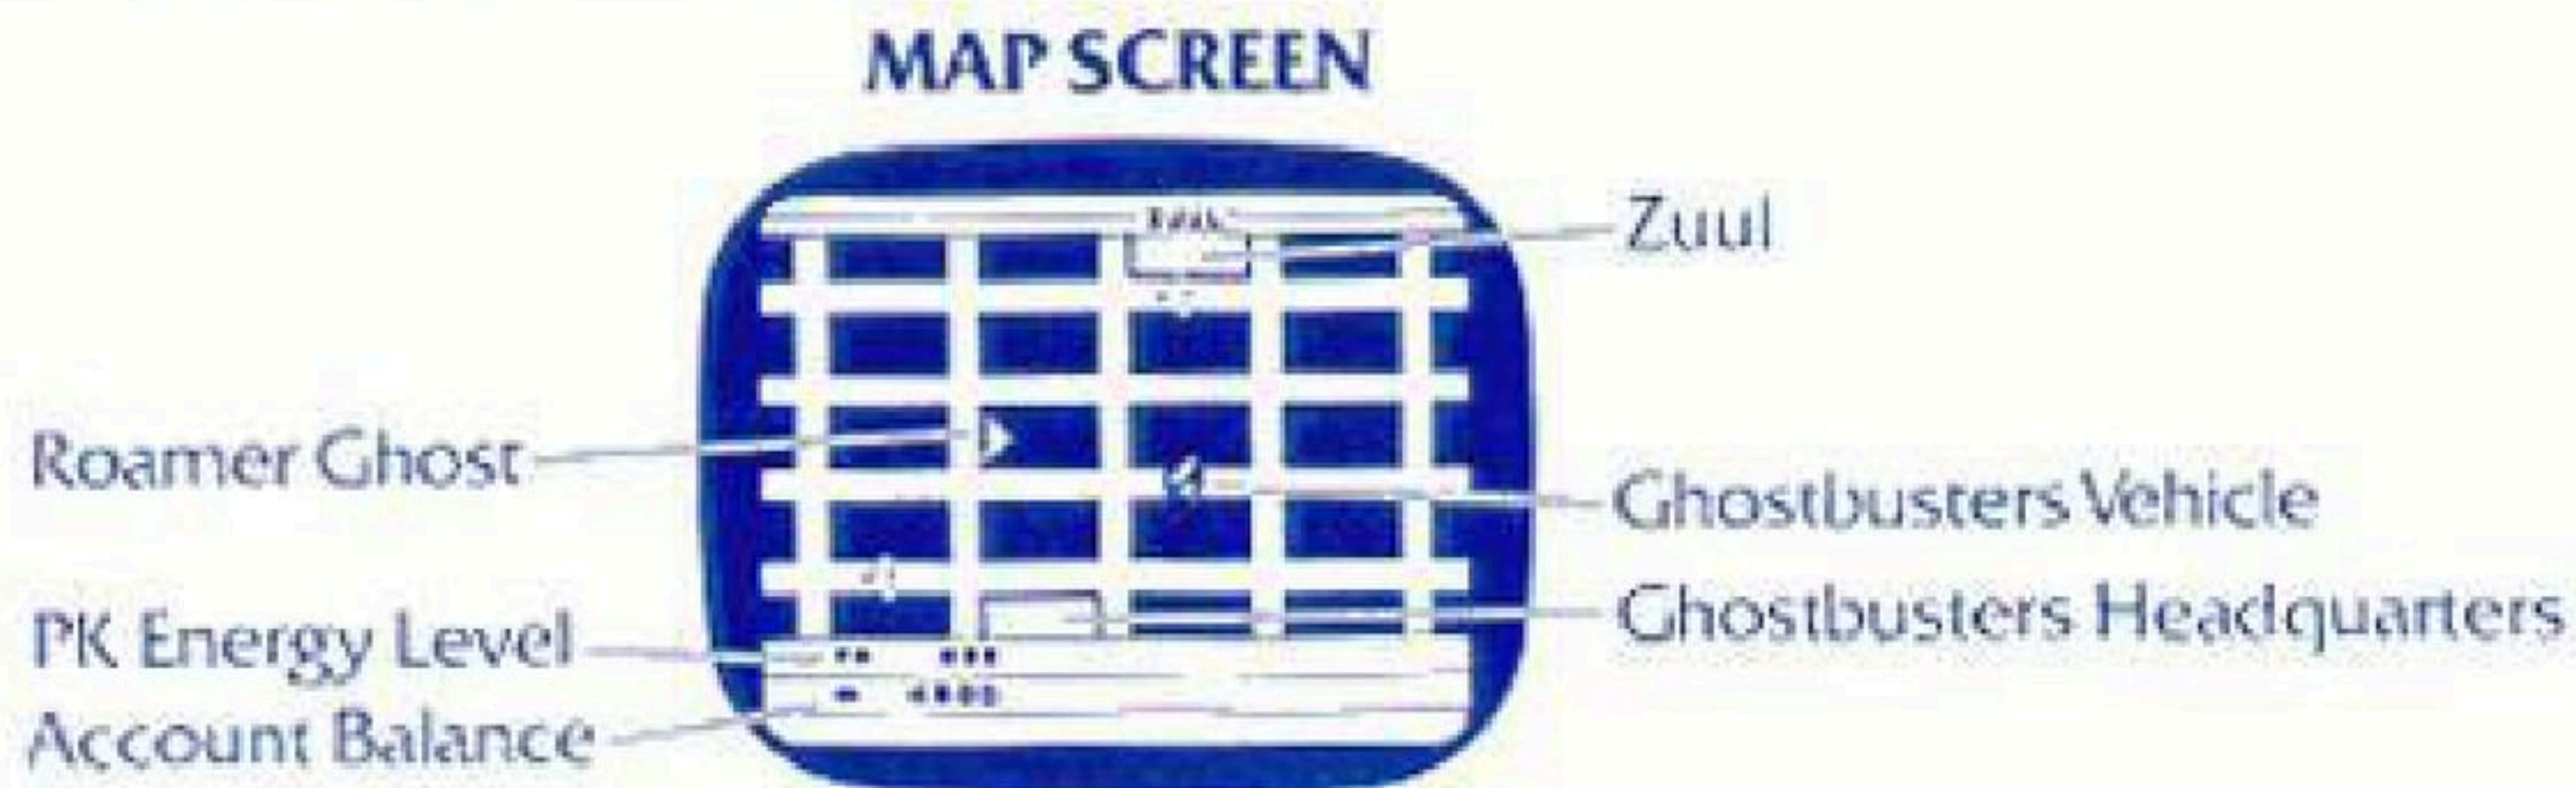 MAP SCREEN
Zuul
Roamer Ghost
Ghostbusters Vehicle
Ghostbusters Headquarters
PK Energy Level
Account Balance